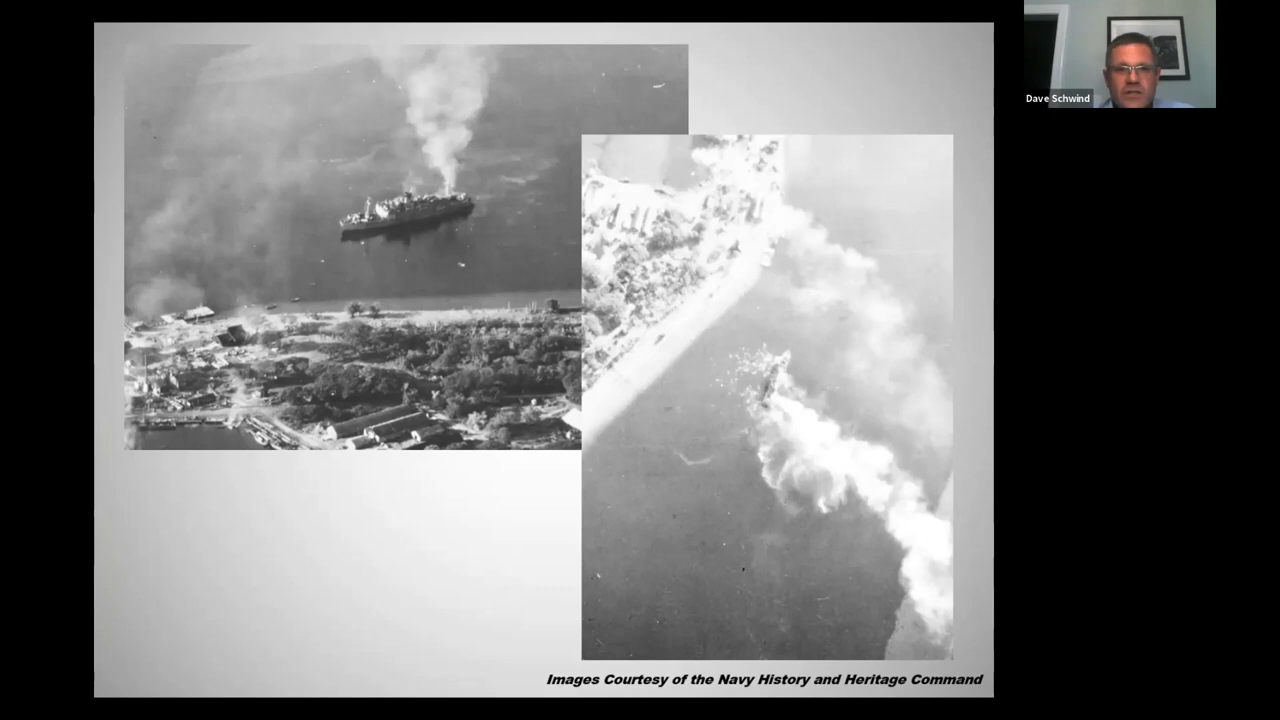 Dave Schwind
Images Courtesy of the Navy History and Heritage Command